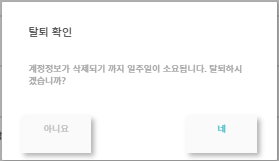 탈퇴 확인
계정정보가 삭제되기 까지 일주일이 소요됩니다. 탈퇴하시
겠습니까?
아니요
네